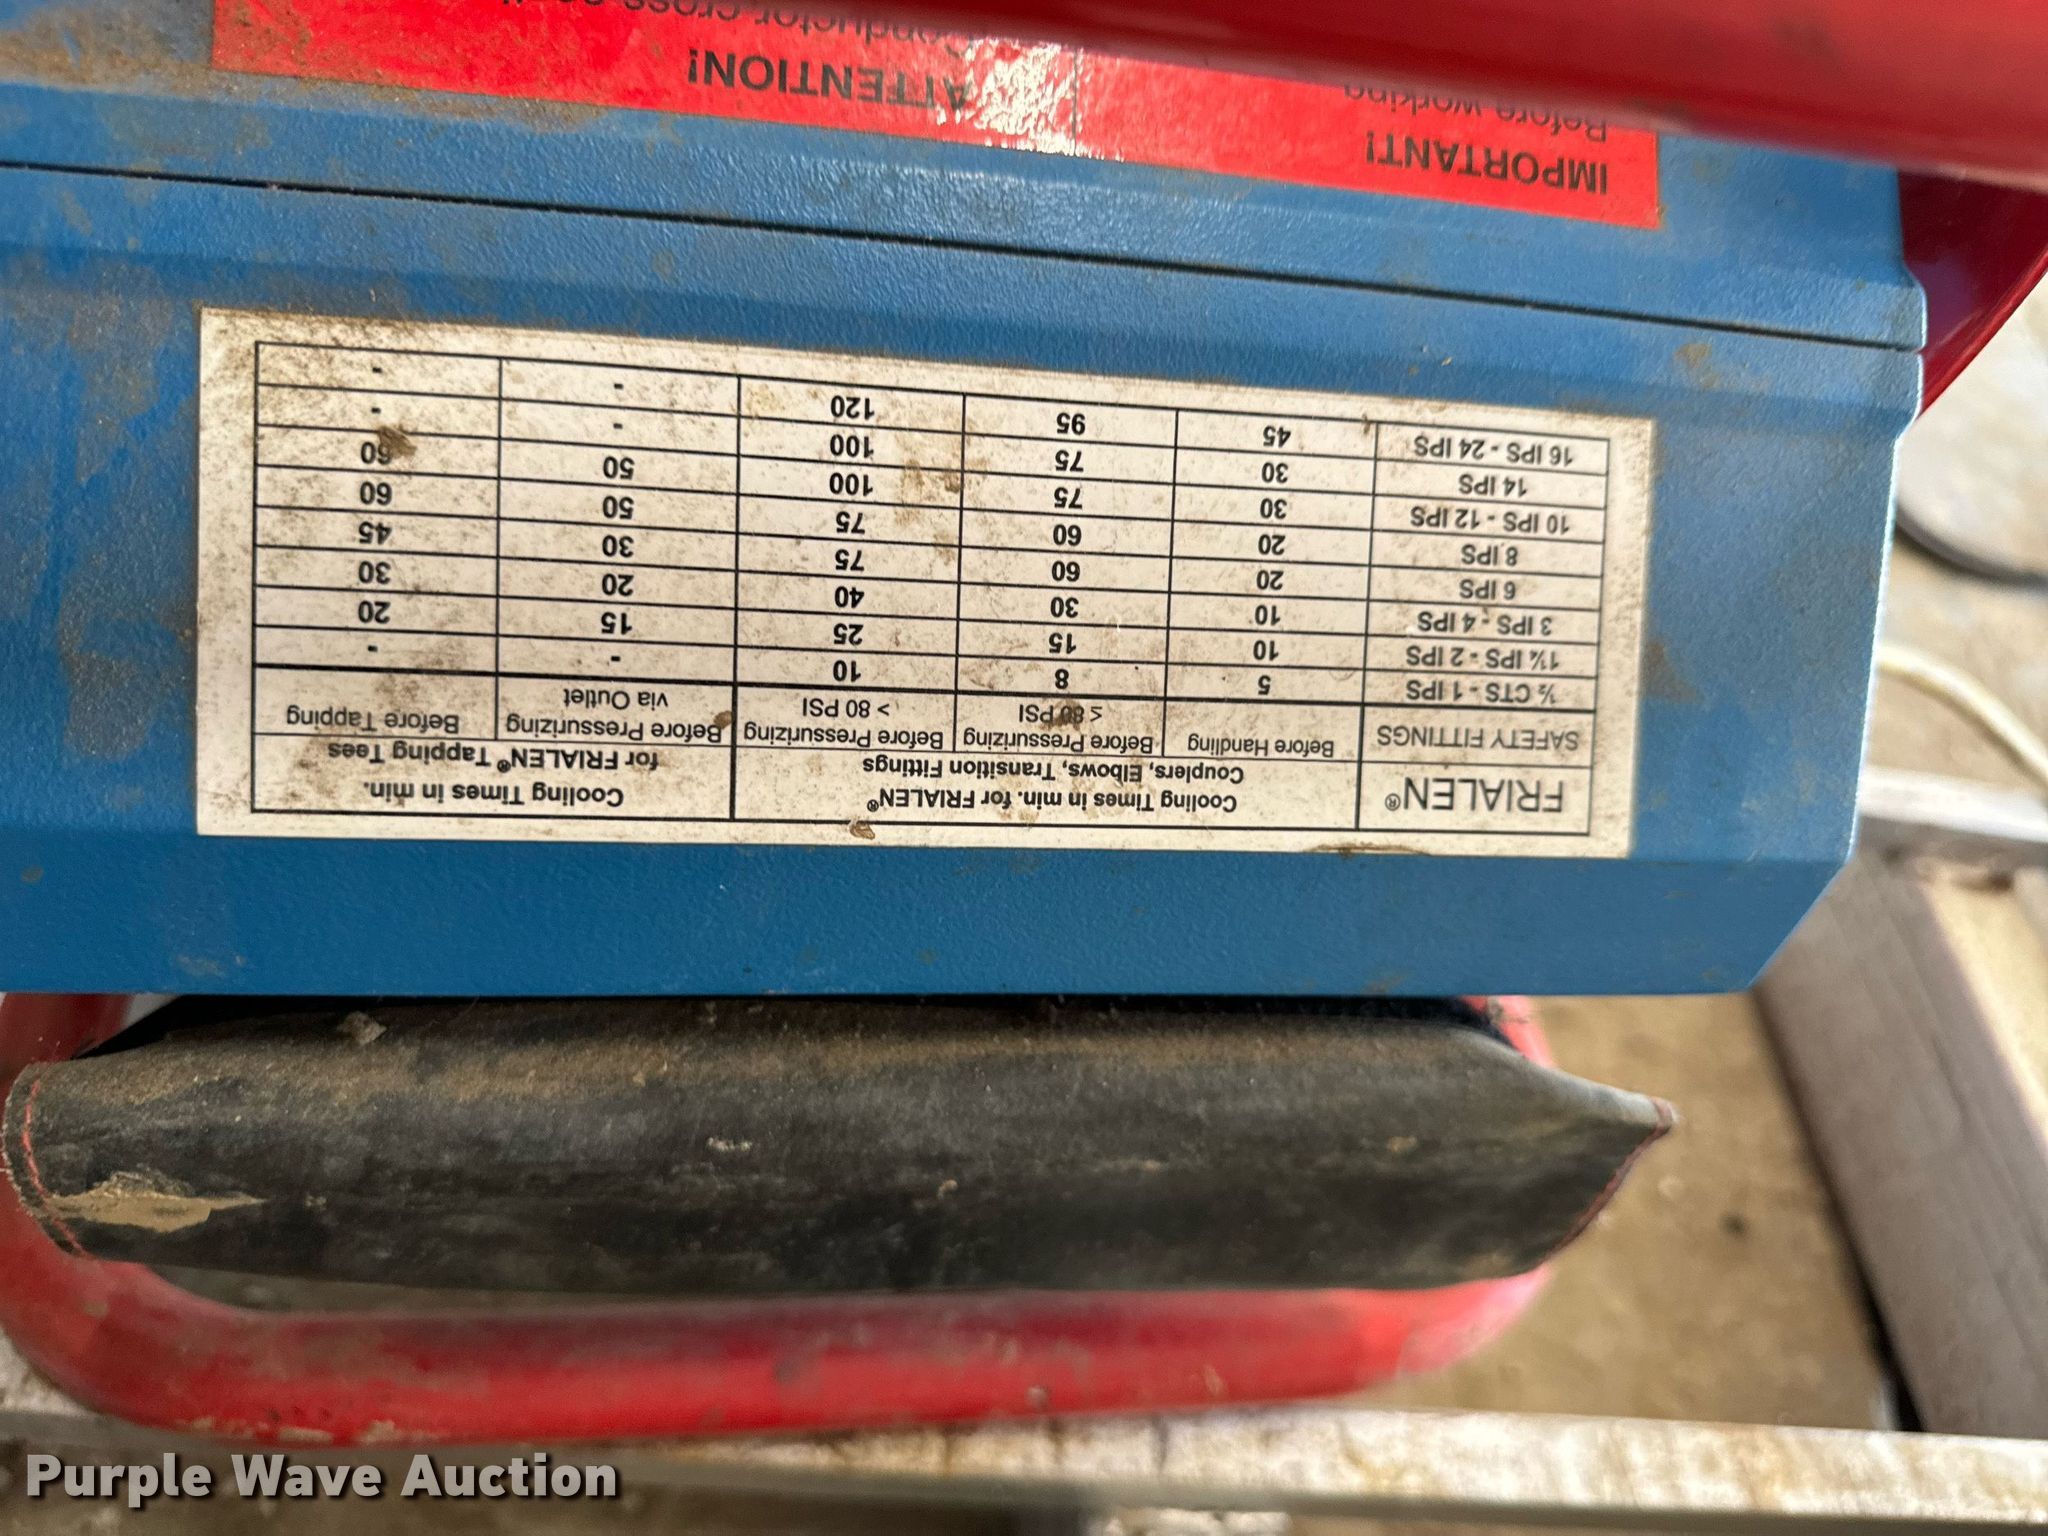 IMPORTANT!
Before working
ATTENTION!
Conductor cross
FRIALEN®
SAFETY FITTINGS
Cooling Times in min. for FRIALEN®
Couplers, Elbows, Transition Fittings
Cooling Times in min.
for FRIALEN® Tapping Tees
Before Handling
Before Pressurizing
≤ 80 PSI
Before Pressurizing
> 80 PSI
Before Pressurizing
via Outlet
Before Tapping
½ CTS - 1 IPS 5 8 10 - -
1¼ IPS - 2 IPS 10 15 25 15 20
3 IPS - 4 IPS 10 30 40 20 30
6 IPS 20 60 75 30 45
8 IPS 20 60 75 50 60
10 IPS - 12 IPS 30 75 100 50 60
14 IPS 30 75 100 - -
16 IPS - 24 IPS 45 95 120 - -
Purple Wave Auction